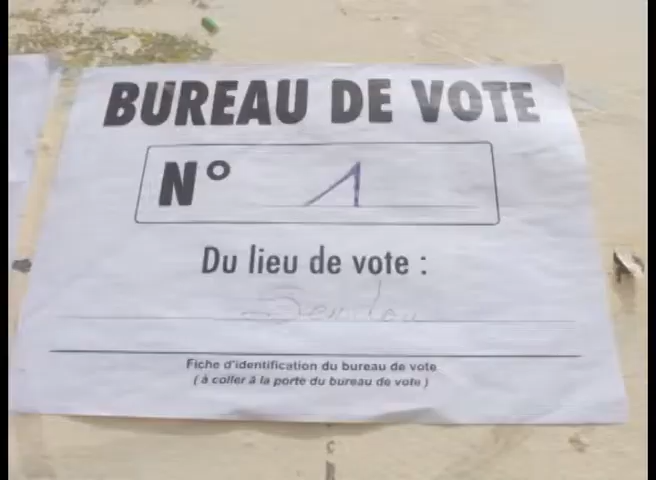 BUREAU DE VOTE
N° 1
Du lieu de vote :
Sendou
Fiche d'identification du bureau de vote
( à coller à la porte du bureau de vote )